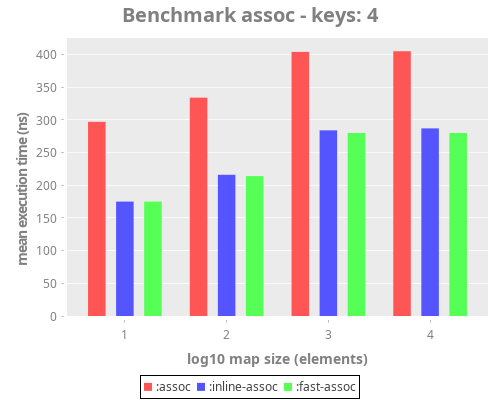 Benchmark assoc - keys: 4
mean execution time (ns)
400
350
300
250
200
150
100
50
0
1 2 3 4
log10 map size (elements)
:assoc :inline-assoc :fast-assoc